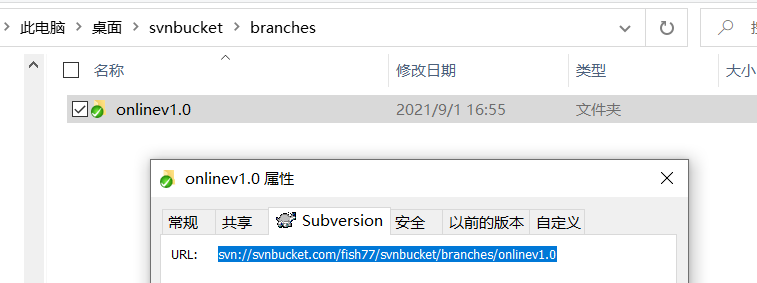 此电脑 桌面 svnbucket branches
名称 修改日期 类型 大小
onlinev1.0 2021/9/1 16:55 文件夹
onlinev1.0 属性
常规 共享 Subversion 安全 以前的版本 自定义
URL: svn://svnbucket.com/fish77/svnbucket/branches/onlinev1.0